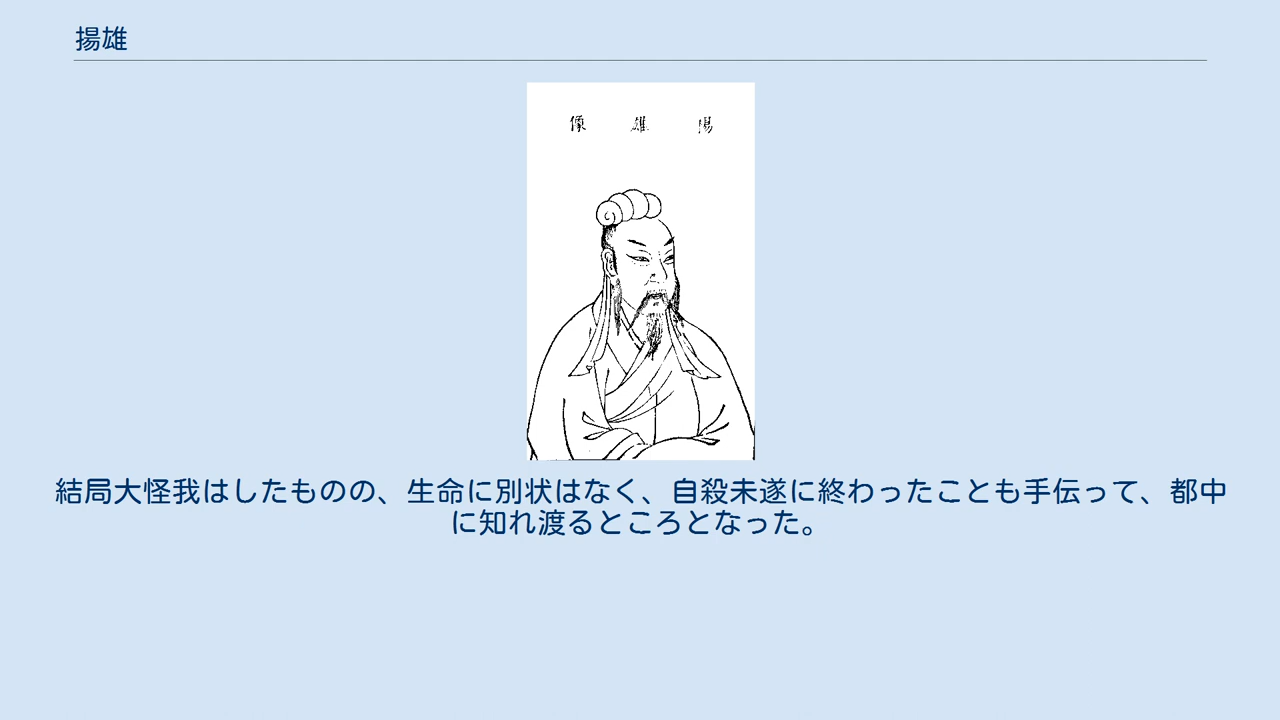 揚雄
像 雄 揚
結局大怪我はしたものの、生命に別状はなく、自殺未遂に終わったことも手伝って、都中
に知れ渡るところとなった。